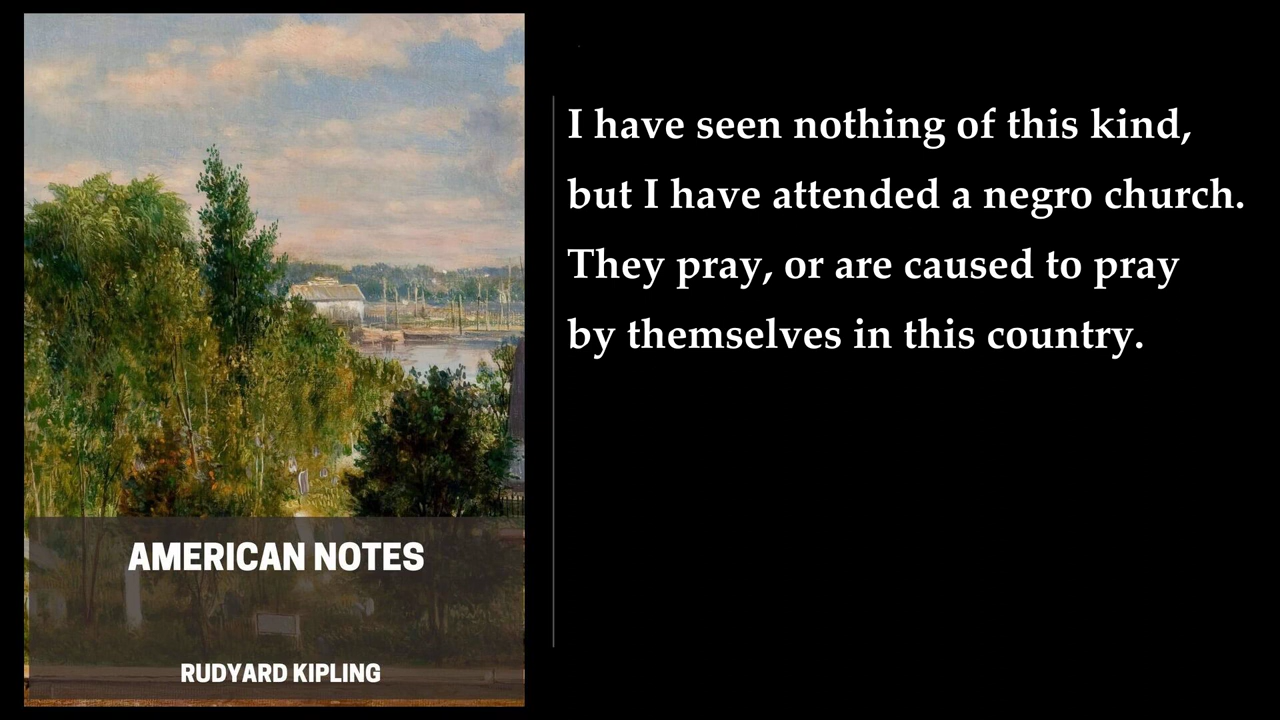 AMERICAN NOTES
RUDYARD KIPLING
I have seen nothing of this kind,
but I have attended a negro church.
They pray, or are caused to pray
by themselves in this country.